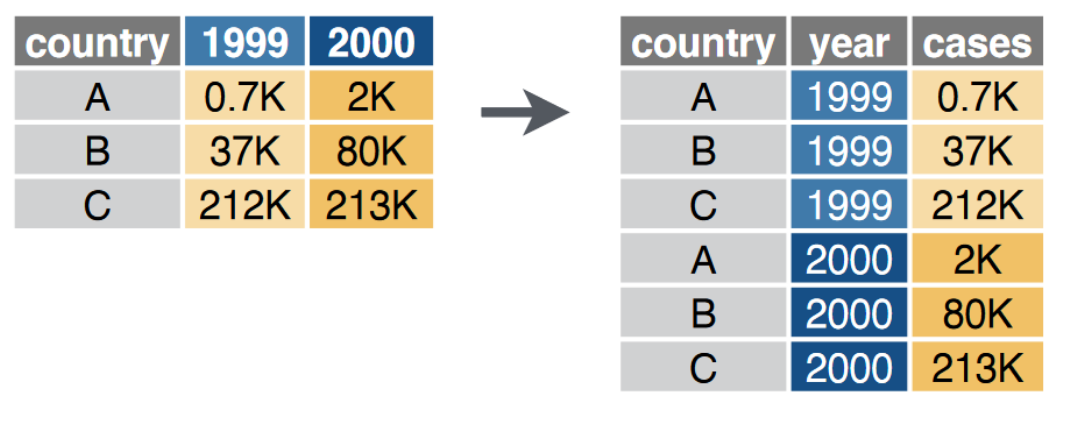 country 1999 2000
A 0.7K 2K
B 37K 80K
C 212K 213K
country year cases
A 1999 0.7K
B 1999 37K
C 1999 212K
A 2000 2K
B 2000 80K
C 2000 213K